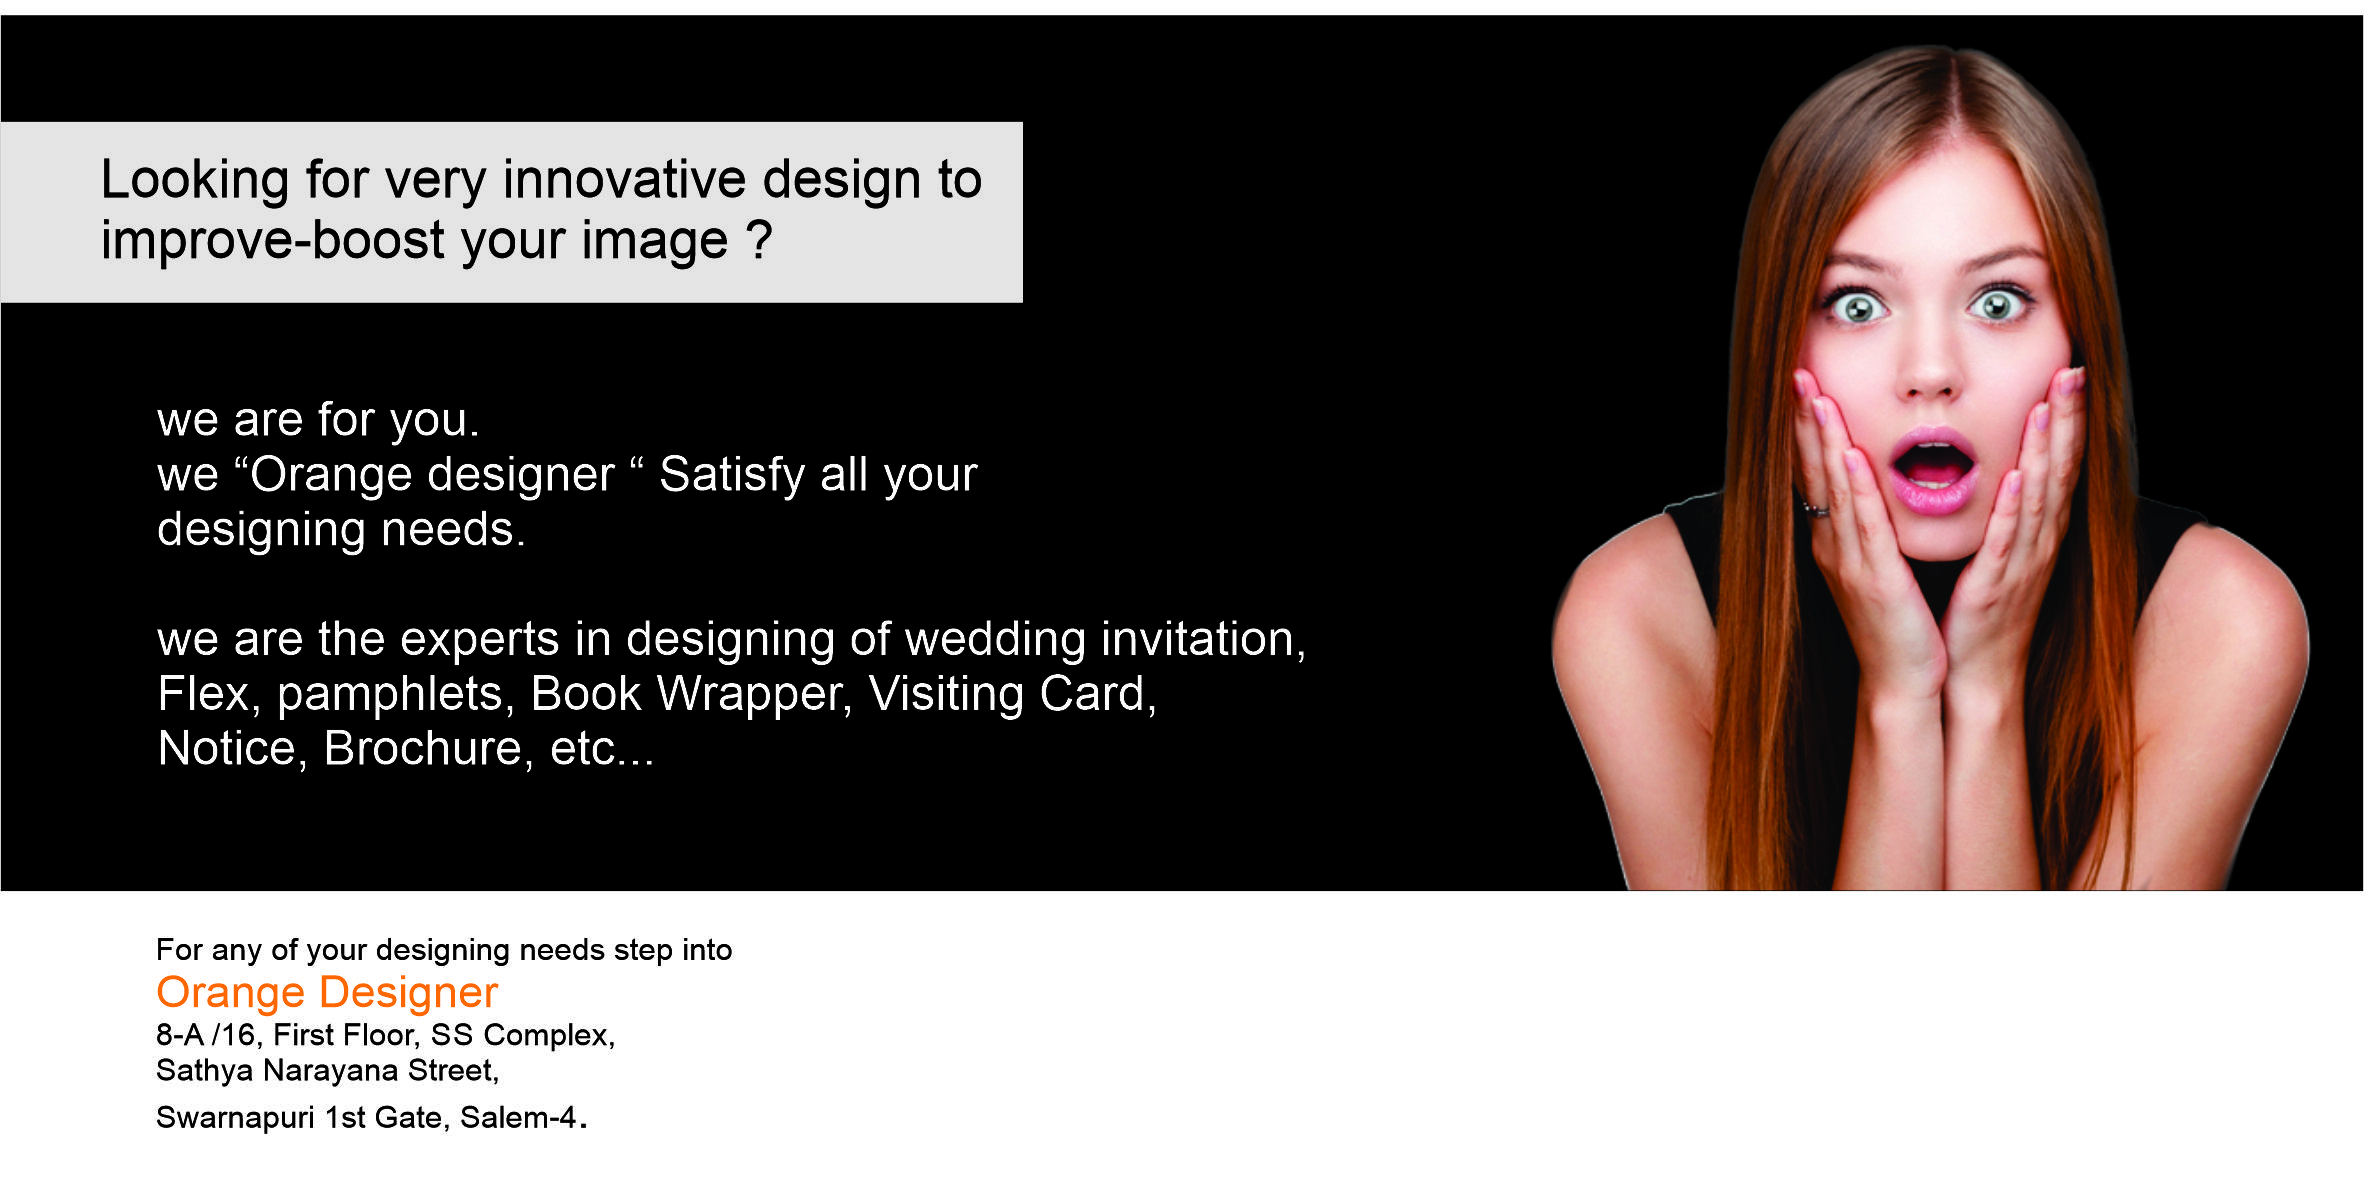 Looking for very innovative design to
improve-boost your image ?
we are for you.
we “Orange designer “ Satisfy all your
designing needs.
we are the experts in designing of wedding invitation,
Flex, pamphlets, Book Wrapper, Visiting Card,
Notice, Brochure, etc...
For any of your designing needs step into
Orange Designer
8-A /16, First Floor, SS Complex,
Sathya Narayana Street,
Swarnapuri 1st Gate, Salem-4.